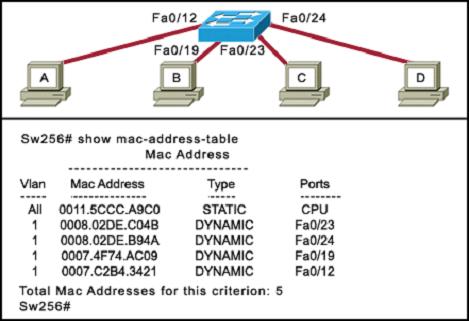 Fa0/12 Fa0/24
Fa0/19 Fa0/23
A B C D
Sw256# show mac-address-table
Mac Address
Vlan Mac Address Type Ports
All 0011.5CCC.A9C0 STATIC CPU
1 0008.02DE.C04B DYNAMIC Fa0/23
1 0008.02DE.B94A DYNAMIC Fa0/24
1 0007.4F74.AC09 DYNAMIC Fa0/19
1 0007.C2B4.3421 DYNAMIC Fa0/12
Total Mac Addresses for this criterion: 5
Sw256#